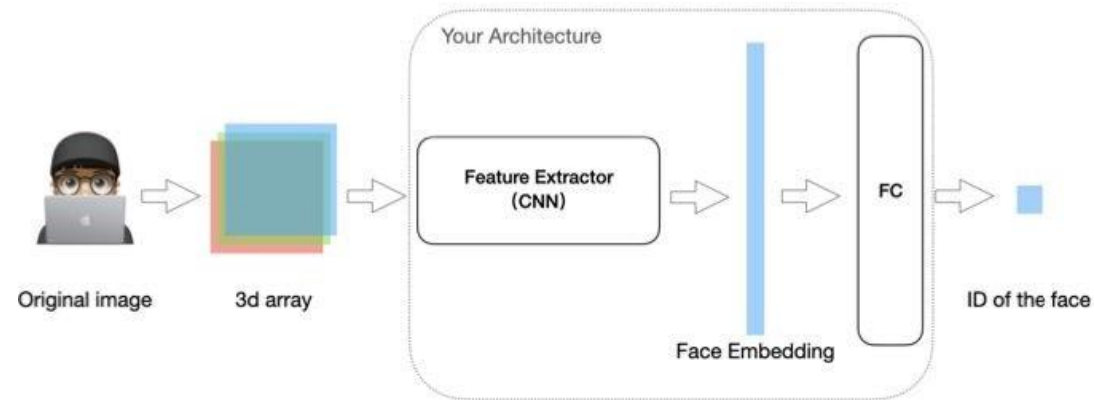 Your Architecture
Feature Extractor
(CNN)
FC
Original image
3d array
ID of the face
Face Embedding